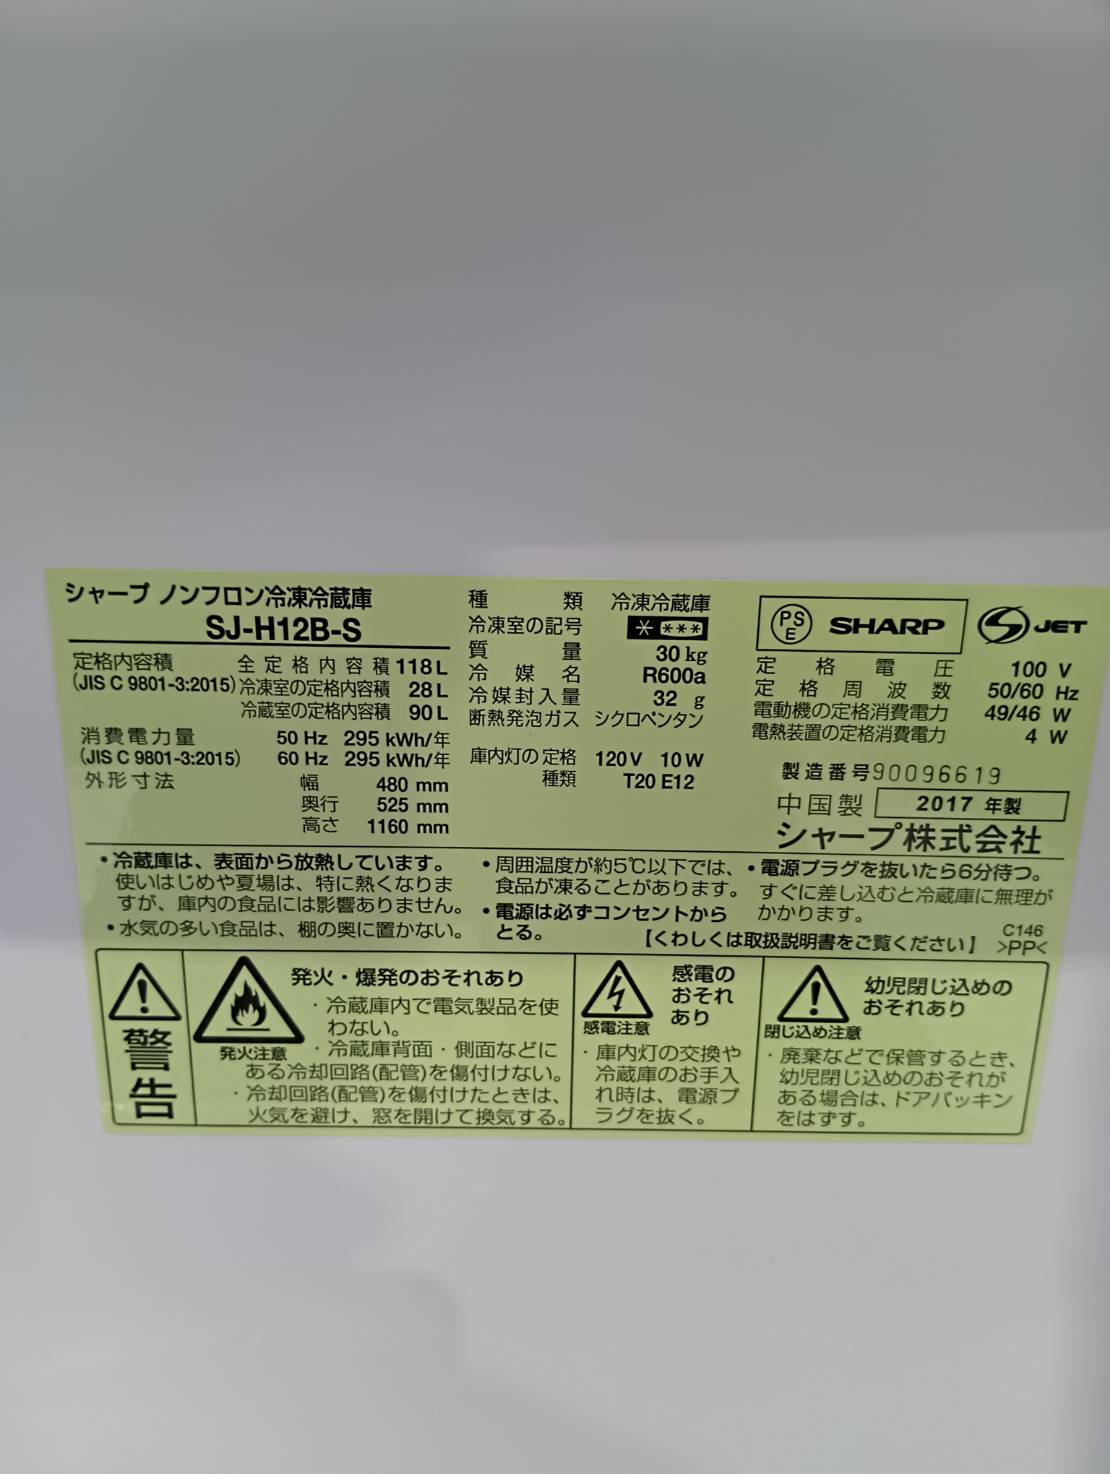 シャープ ノンフロン冷凍冷蔵庫
SJ-H12B-S
定格内容積 全定格内容積 118 L
(JIS C 9801-3:2015) 冷凍室の定格内容積 28 L
冷蔵室の定格内容積 90 L
消費電力量 50 Hz 295 kWh/年
(JIS C 9801-3:2015) 60 Hz 295 kWh/年
外形寸法 幅 480 mm
奥行 525 mm
高さ 1160 mm
種類 冷凍冷蔵庫
冷凍室の記号 * ***
質量 30 kg
冷媒名 R600a
冷媒封入量 32 g
断熱発泡ガス シクロペンタン
庫内灯の定格 120 V 10 W
種類 T20 E12
PSE SHARP S-JET
定格電圧 100 V
定格周波数 50/60 Hz
電動機の定格消費電力 49/46 W
電熱装置の定格消費電力 4 W
製造番号 90096619
中国製 2017 年製
シャープ株式会社
・冷蔵庫は、表面から放熱しています。
使いはじめや夏場は、特に熱くなりま
すが、庫内の食品には影響ありません。
・水気の多い食品は、棚の奥に置かない。
・周囲温度が約5℃以下では、
食品が凍ることがあります。
・電源は必ずコンセントから
とる。
・電源プラグを抜いたら6分待つ。
すぐに差し込むと冷蔵庫に無理が
かかります。
【くわしくは取扱説明書をご覧ください】
C146
>PP<
警告
発火注意
発火・爆発のおそれあり
・冷蔵庫内で電気製品を使
わない。
・冷蔵庫背面・側面などに
ある冷却回路(配管)を傷付けない。
・冷却回路(配管)を傷付けたときは、
火気を避け、窓を開けて換気する。
感電注意
感電の
おそれ
あり
・庫内灯の交換や
冷蔵庫のお手入
れ時は、電源プ
ラグを抜く。
閉じ込め注意
幼児閉じ込めの
おそれあり
・廃棄などで保管するとき、
幼児閉じ込めのおそれが
ある場合は、ドアパッキン
をはずす。